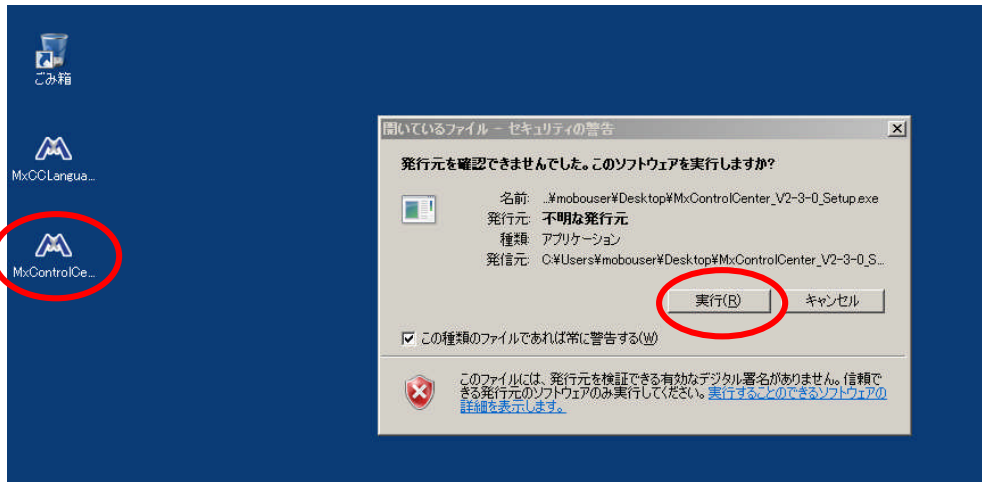 ごみ箱
MxCCLangua...
MxControlCe...
開いているファイル - セキュリティの警告
発行元を確認できませんでした。このソフトウェアを実行しますか?
名前: ...¥mobouser¥Desktop¥MxControlCenter_V2-3-0_Setup.exe
発行元: 不明な発行元
種類: アプリケーション
発信元: C:¥Users¥mobouser¥Desktop¥MxControlCenter_V2-3-0_S...
実行(R)
キャンセル
この種類のファイルであれば常に警告する(W)
このファイルには、発行元を検証できる有効なデジタル署名がありません。信頼で
きる発行元のソフトウェアのみ実行してください。実行することのできるソフトウェアの
詳細を表示します。